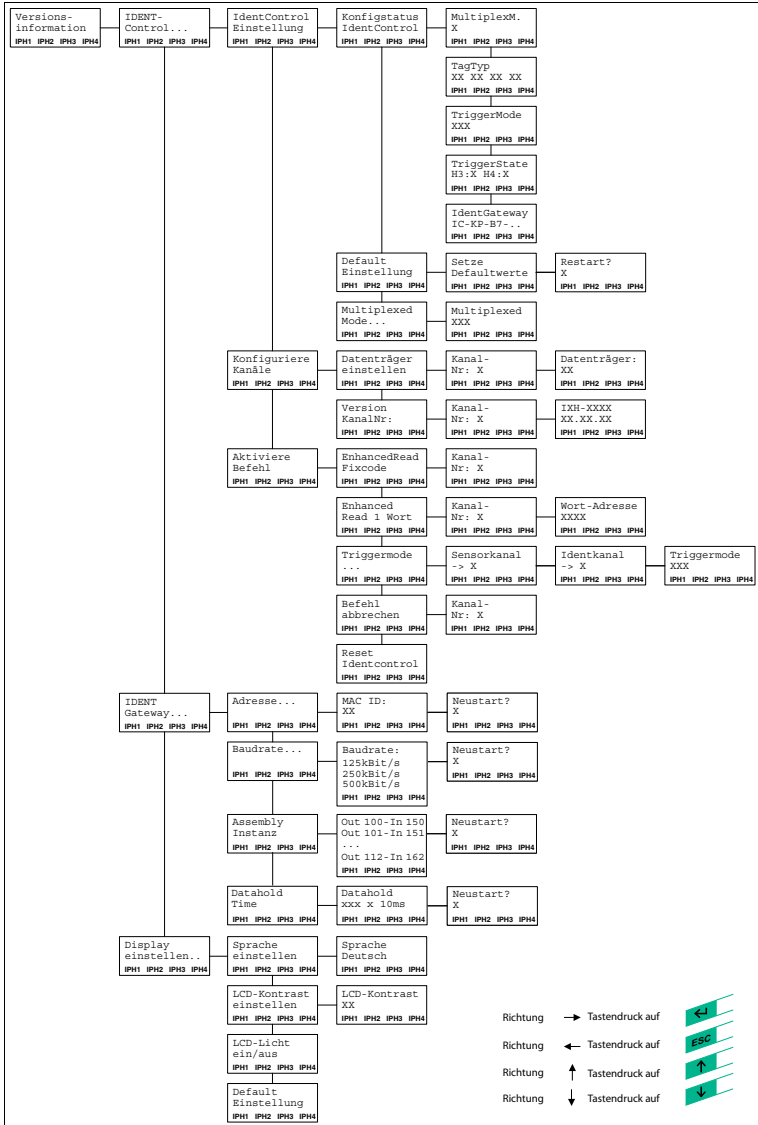 Versions-
information
IPH1 IPH2 IPH3 IPH4
IDENT-
Control...
IPH1 IPH2 IPH3 IPH4
IdentControl
Einstellung
IPH1 IPH2 IPH3 IPH4
Konfigstatus
IdentControl
IPH1 IPH2 IPH3 IPH4
MultiplexM.
X
IPH1 IPH2 IPH3 IPH4
TagTyp
XX XX XX XX
IPH1 IPH2 IPH3 IPH4
TriggerMode
XXX
IPH1 IPH2 IPH3 IPH4
TriggerState
H3:X H4:X
IPH1 IPH2 IPH3 IPH4
IdentGateway
IC-KP-B7-..
IPH1 IPH2 IPH3 IPH4
Default
Einstellung
IPH1 IPH2 IPH3 IPH4
Setze
Defaultwerte
IPH1 IPH2 IPH3 IPH4
Restart?
X
IPH1 IPH2 IPH3 IPH4
Multiplexed
Mode...
IPH1 IPH2 IPH3 IPH4
Multiplexed
XXX
IPH1 IPH2 IPH3 IPH4
Konfiguriere
Kanäle
IPH1 IPH2 IPH3 IPH4
Datenträger
einstellen
IPH1 IPH2 IPH3 IPH4
Kanal-
Nr: X
IPH1 IPH2 IPH3 IPH4
Datenträger:
XX
IPH1 IPH2 IPH3 IPH4
Version
KanalNr:
IPH1 IPH2 IPH3 IPH4
Kanal-
Nr: X
IPH1 IPH2 IPH3 IPH4
IXH-XXXX
XX.XX.XX
IPH1 IPH2 IPH3 IPH4
Aktiviere
Befehl
IPH1 IPH2 IPH3 IPH4
EnhancedRead
Fixcode
IPH1 IPH2 IPH3 IPH4
Kanal-
Nr: X
IPH1 IPH2 IPH3 IPH4
Enhanced
Read 1 Wort
IPH1 IPH2 IPH3 IPH4
Kanal-
Nr: X
IPH1 IPH2 IPH3 IPH4
Wort-Adresse
XXXX
IPH1 IPH2 IPH3 IPH4
Triggermode
...
IPH1 IPH2 IPH3 IPH4
Sensorkanal
-> X
IPH1 IPH2 IPH3 IPH4
Identkanal
-> X
IPH1 IPH2 IPH3 IPH4
Triggermode
XXX
IPH1 IPH2 IPH3 IPH4
Befehl
abbrechen
IPH1 IPH2 IPH3 IPH4
Kanal-
Nr: X
IPH1 IPH2 IPH3 IPH4
Reset
Identcontrol
IPH1 IPH2 IPH3 IPH4
IDENT
Gateway...
IPH1 IPH2 IPH3 IPH4
Adresse...
IPH1 IPH2 IPH3 IPH4
MAC ID:
XX
IPH1 IPH2 IPH3 IPH4
Neustart?
X
IPH1 IPH2 IPH3 IPH4
Baudrate...
IPH1 IPH2 IPH3 IPH4
Baudrate:
125kBit/s
250kBit/s
500kBit/s
IPH1 IPH2 IPH3 IPH4
Neustart?
X
IPH1 IPH2 IPH3 IPH4
Assembly
Instanz
IPH1 IPH2 IPH3 IPH4
Out 100-In 150
Out 101-In 151
...
Out 112-In 162
IPH1 IPH2 IPH3 IPH4
Neustart?
X
IPH1 IPH2 IPH3 IPH4
Datahold
Time
IPH1 IPH2 IPH3 IPH4
Datahold
xxx x 10ms
IPH1 IPH2 IPH3 IPH4
Neustart?
X
IPH1 IPH2 IPH3 IPH4
Display
einstellen..
IPH1 IPH2 IPH3 IPH4
Sprache
einstellen
IPH1 IPH2 IPH3 IPH4
Sprache
Deutsch
IPH1 IPH2 IPH3 IPH4
LCD-Kontrast
einstellen
IPH1 IPH2 IPH3 IPH4
LCD-Kontrast
XX
IPH1 IPH2 IPH3 IPH4
LCD-Licht
ein/aus
IPH1 IPH2 IPH3 IPH4
Default
Einstellung
IPH1 IPH2 IPH3 IPH4
Richtung → Tastendruck auf ↵
Richtung ← Tastendruck auf ESC
Richtung ↑ Tastendruck auf ↑
Richtung ↓ Tastendruck auf ↓